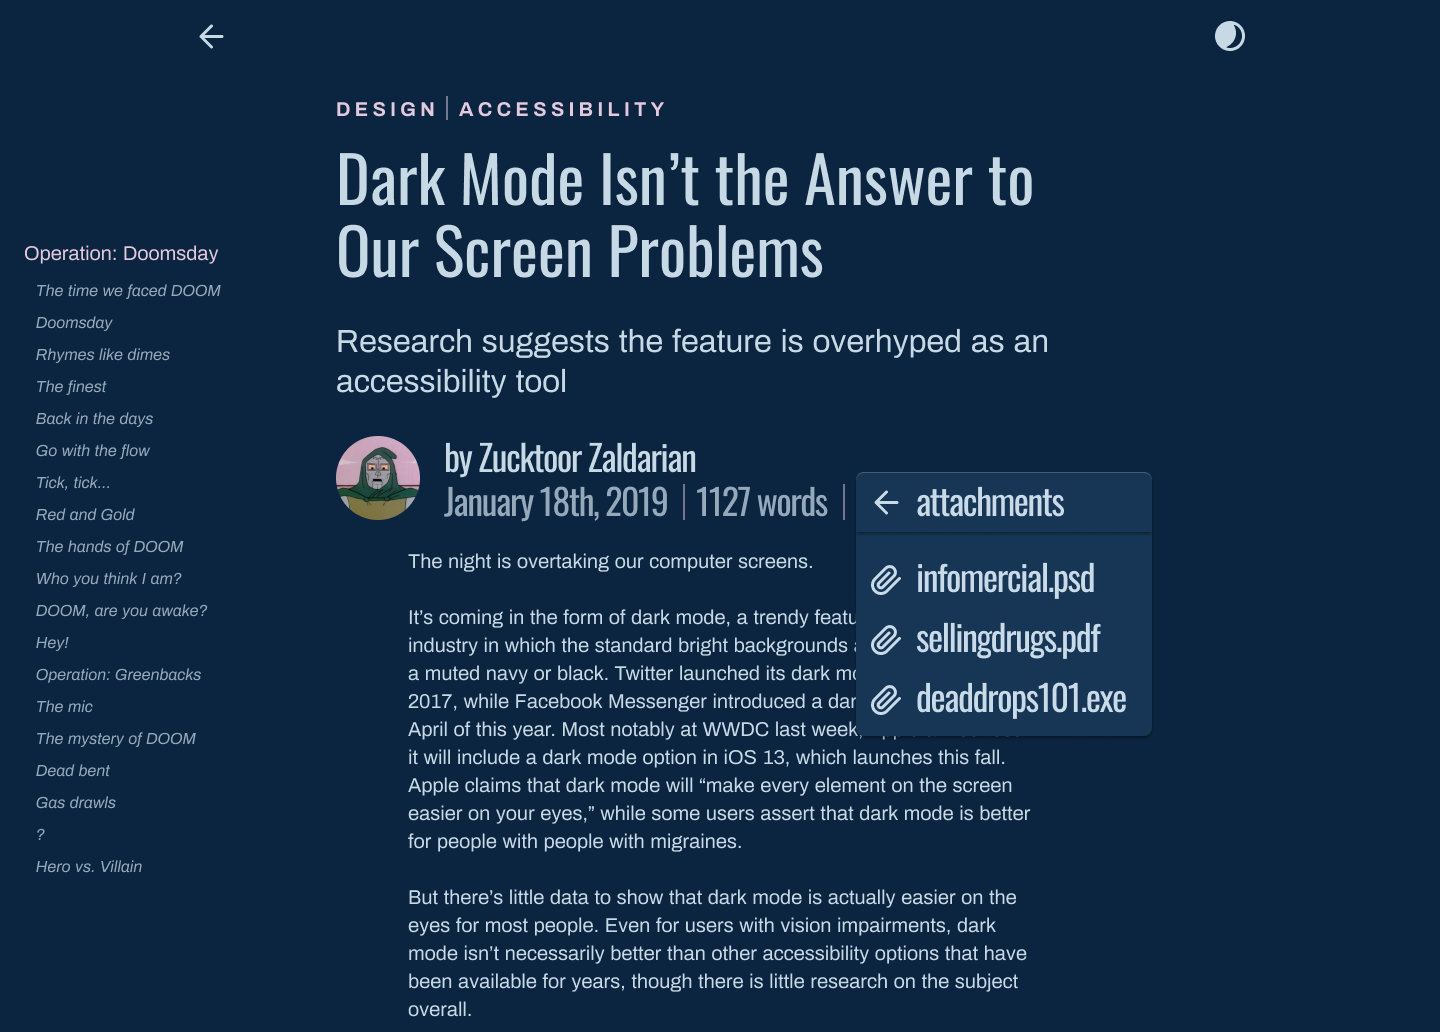 DESIGN | ACCESSIBILITY
Dark Mode Isn’t the Answer to
Our Screen Problems
Research suggests the feature is overhyped as an
accessibility tool
by Zucktoor Zaldarian
January 18th, 2019 | 1127 words |
attachments
infomercial.psd
sellingdrugs.pdf
deaddrops101.exe
Operation: Doomsday
The time we faced DOOM
Doomsday
Rhymes like dimes
The finest
Back in the days
Go with the flow
Tick, tick...
Red and Gold
The hands of DOOM
Who you think I am?
DOOM, are you awake?
Hey!
Operation: Greenbacks
The mic
The mystery of DOOM
Dead bent
Gas drawls
?
Hero vs. Villain
The night is overtaking our computer screens.
It’s coming in the form of dark mode, a trendy
industry in which the standard bright backgrounds
a muted navy or black. Twitter launched its dark
2017, while Facebook Messenger introduced a
April of this year. Most notably at WWDC last week,
it will include a dark mode option in iOS 13, which launches this fall.
Apple claims that dark mode will “make every element on the screen
easier on your eyes,” while some users assert that dark mode is better
for people with people with migraines.
But there’s little data to show that dark mode is actually easier on the
eyes for most people. Even for users with vision impairments, dark
mode isn’t necessarily better than other accessibility options that have
been available for years, though there is little research on the subject
overall.